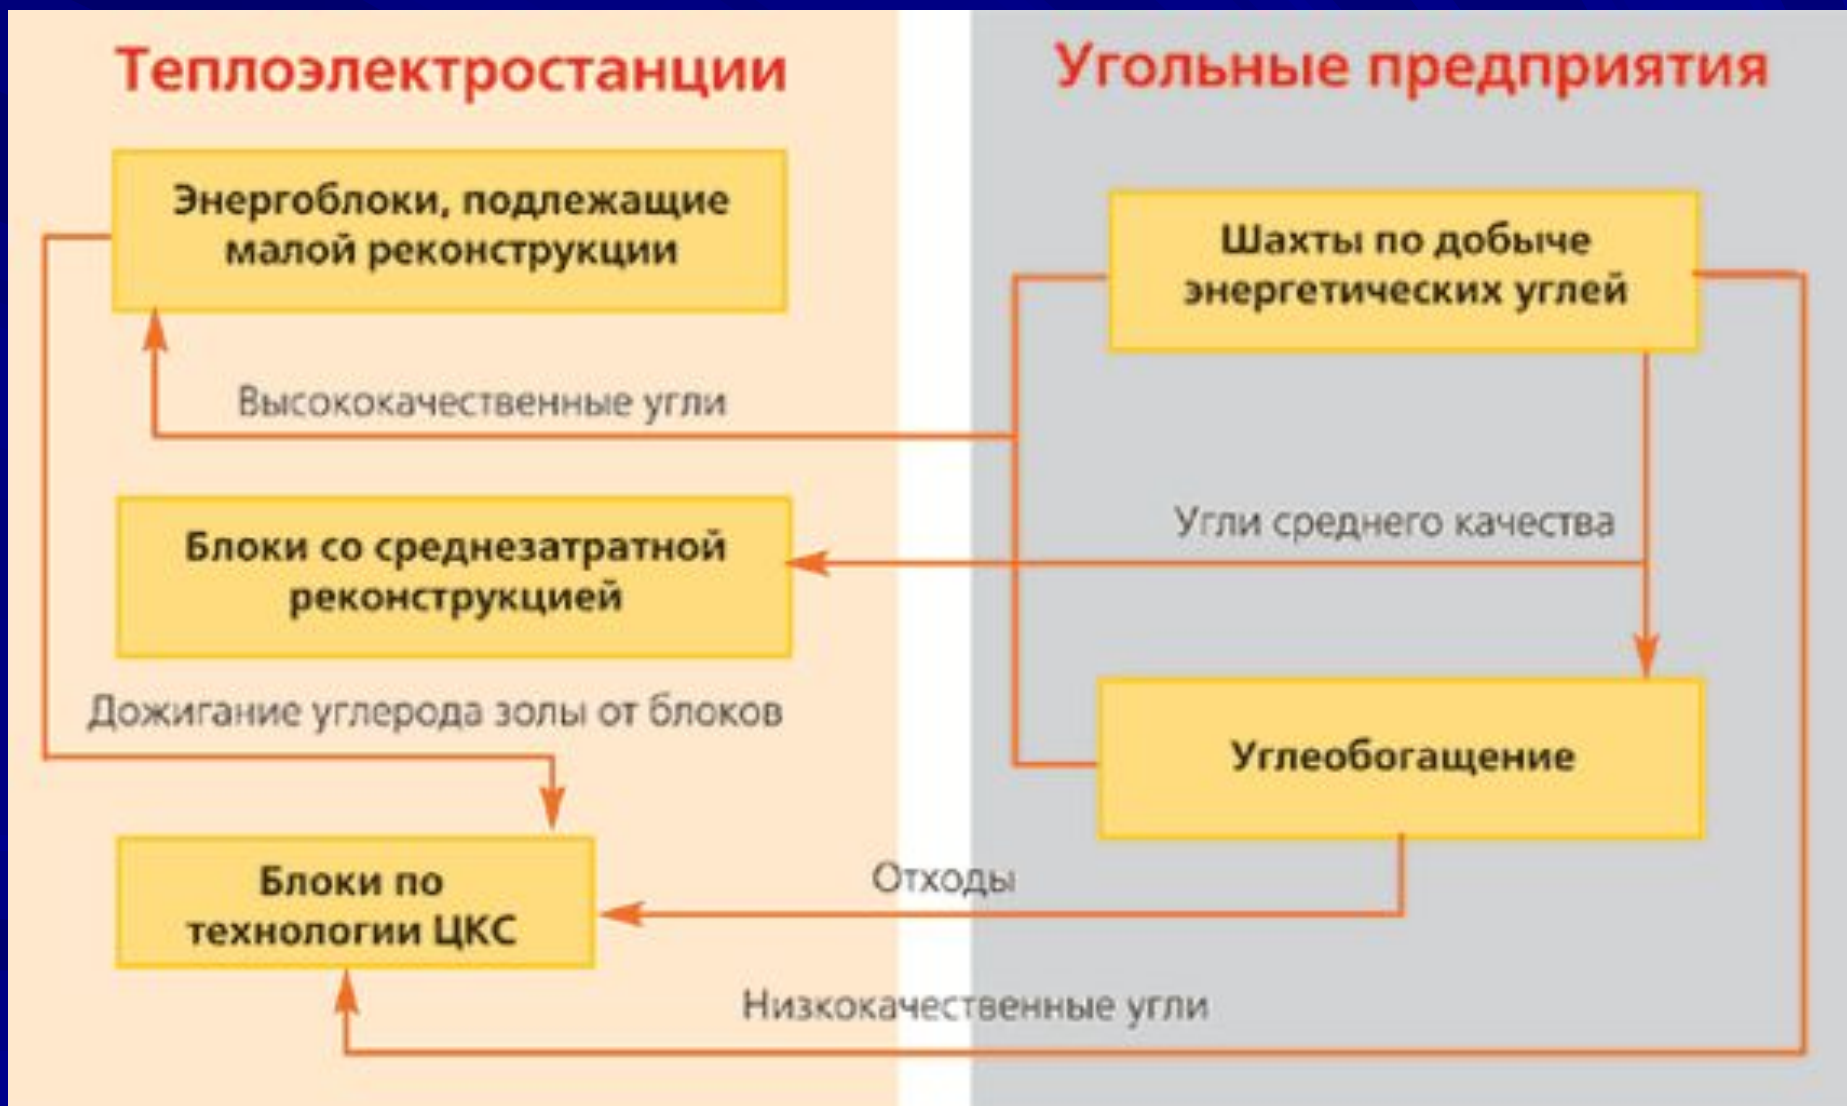 Теплоэлектростанции
Энергоблоки, подлежащие
малой реконструкции
Высококачественные угли
Блоки со среднезатратной
реконструкцией
Дожигание углерода золы от блоков
Блоки по
технологии ЦКС
Угольные предприятия
Шахты по добыче
энергетических углей
Угли среднего качества
Углеобогащение
Отходы
Низкокачественные угли